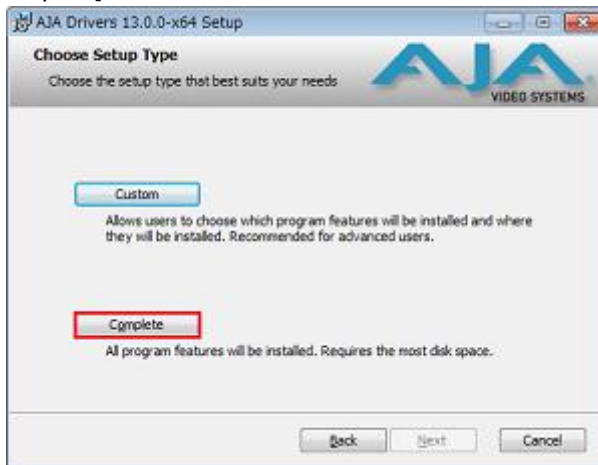 AJA Drivers 13.0.0-x64 Setup
Choose Setup Type
Choose the setup type that best suits your needs
AJA
VIDEO SYSTEMS
Custom
Allows users to choose which program features will be installed and where
they will be installed. Recommended for advanced users.
Complete
All program features will be installed. Requires the most disk space.
Back Next Cancel